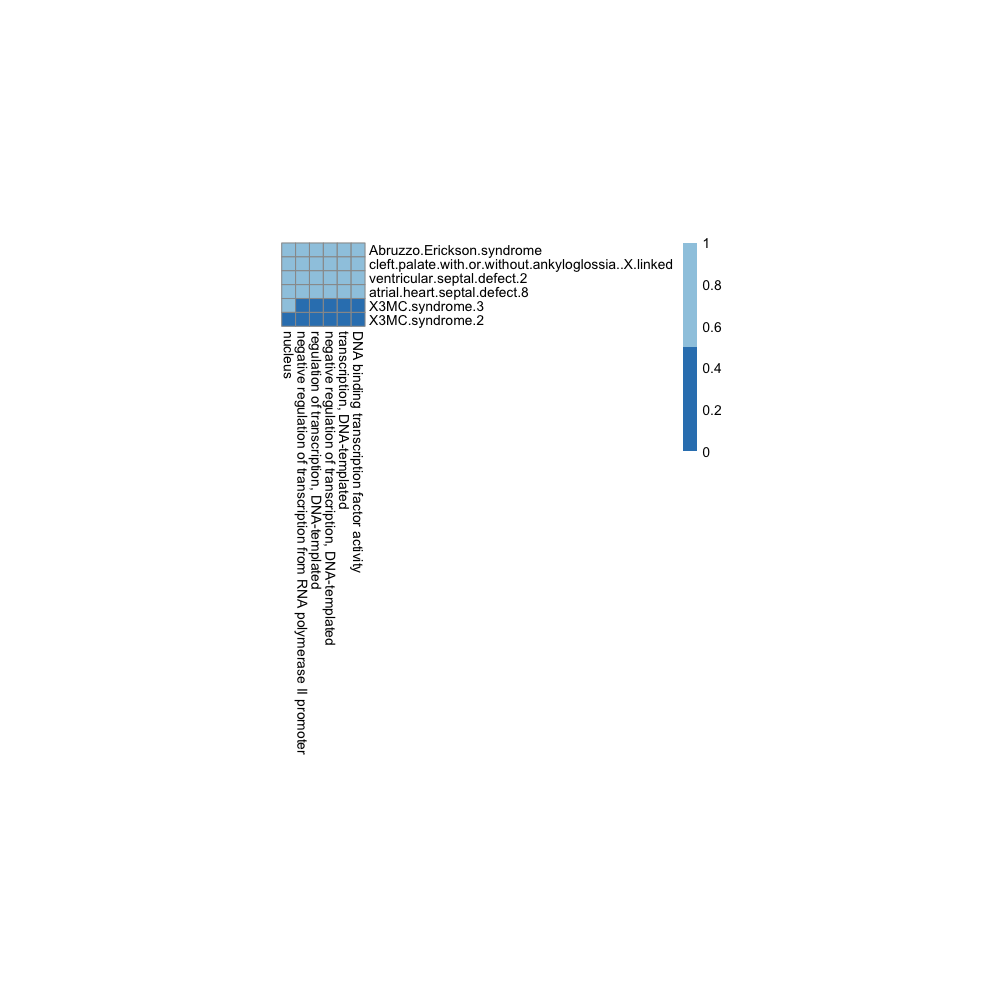 Abruzzo.Erickson.syndrome
cleft.palate.with.or.without.ankyloglossia..X.linked
ventricular.septal.defect.2
atrial.heart.septal.defect.8
X3MC.syndrome.3
X3MC.syndrome.2
1
0.8
0.6
0.4
0.2
0
nucleus
negative regulation of transcription from RNA polymerase II promoter
regulation of transcription, DNA-templated
negative regulation of transcription, DNA-templated
transcription, DNA-templated
DNA binding transcription factor activity